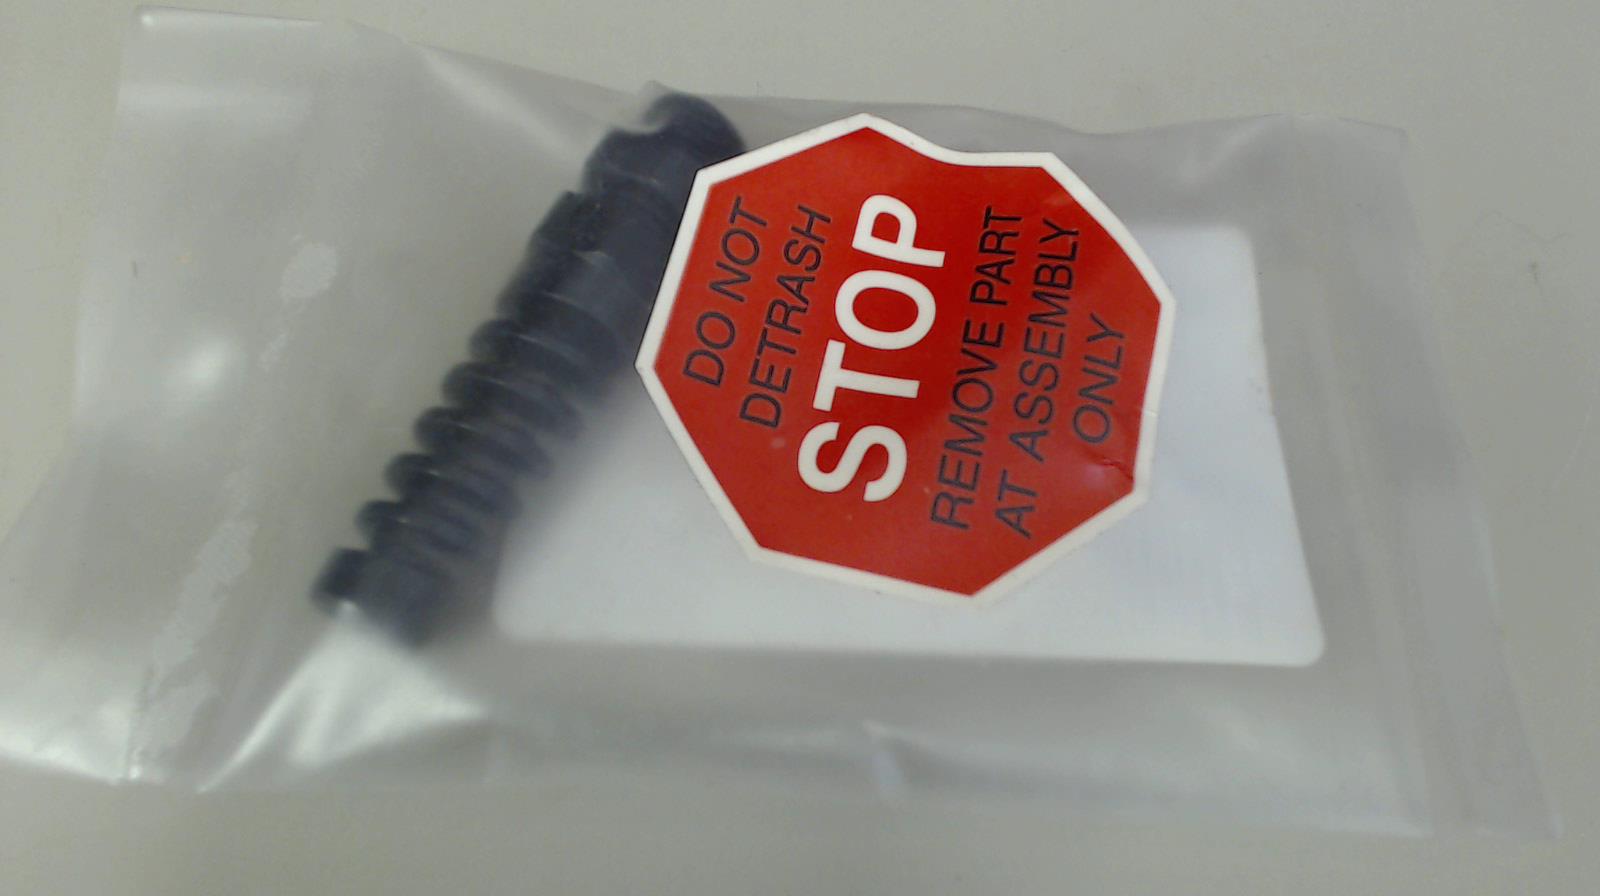 DO NOT
DETRASH
STOP
REMOVE PART
AT ASSEMBLY
ONLY